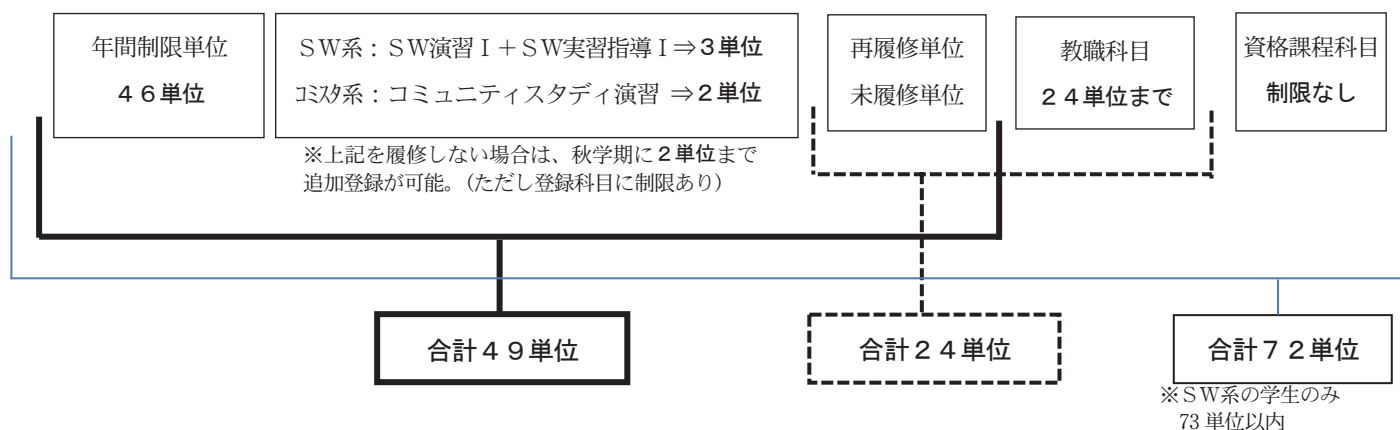 年間制限単位
４６単位
ＳＷ系：ＳＷ演習Ⅰ＋ＳＷ実習指導Ⅰ⇒３単位
ｺﾐｽﾀ系：コミュニティスタディ演習 ⇒２単位
※上記を履修しない場合は、秋学期に２単位まで
追加登録が可能。（ただし登録科目に制限あり）
再履修単位
未履修単位
教職科目
２４単位まで
資格課程科目
制限なし
合計４９単位
合計２４単位
合計７２単位
※ＳＷ系の学生のみ
73 単位以内